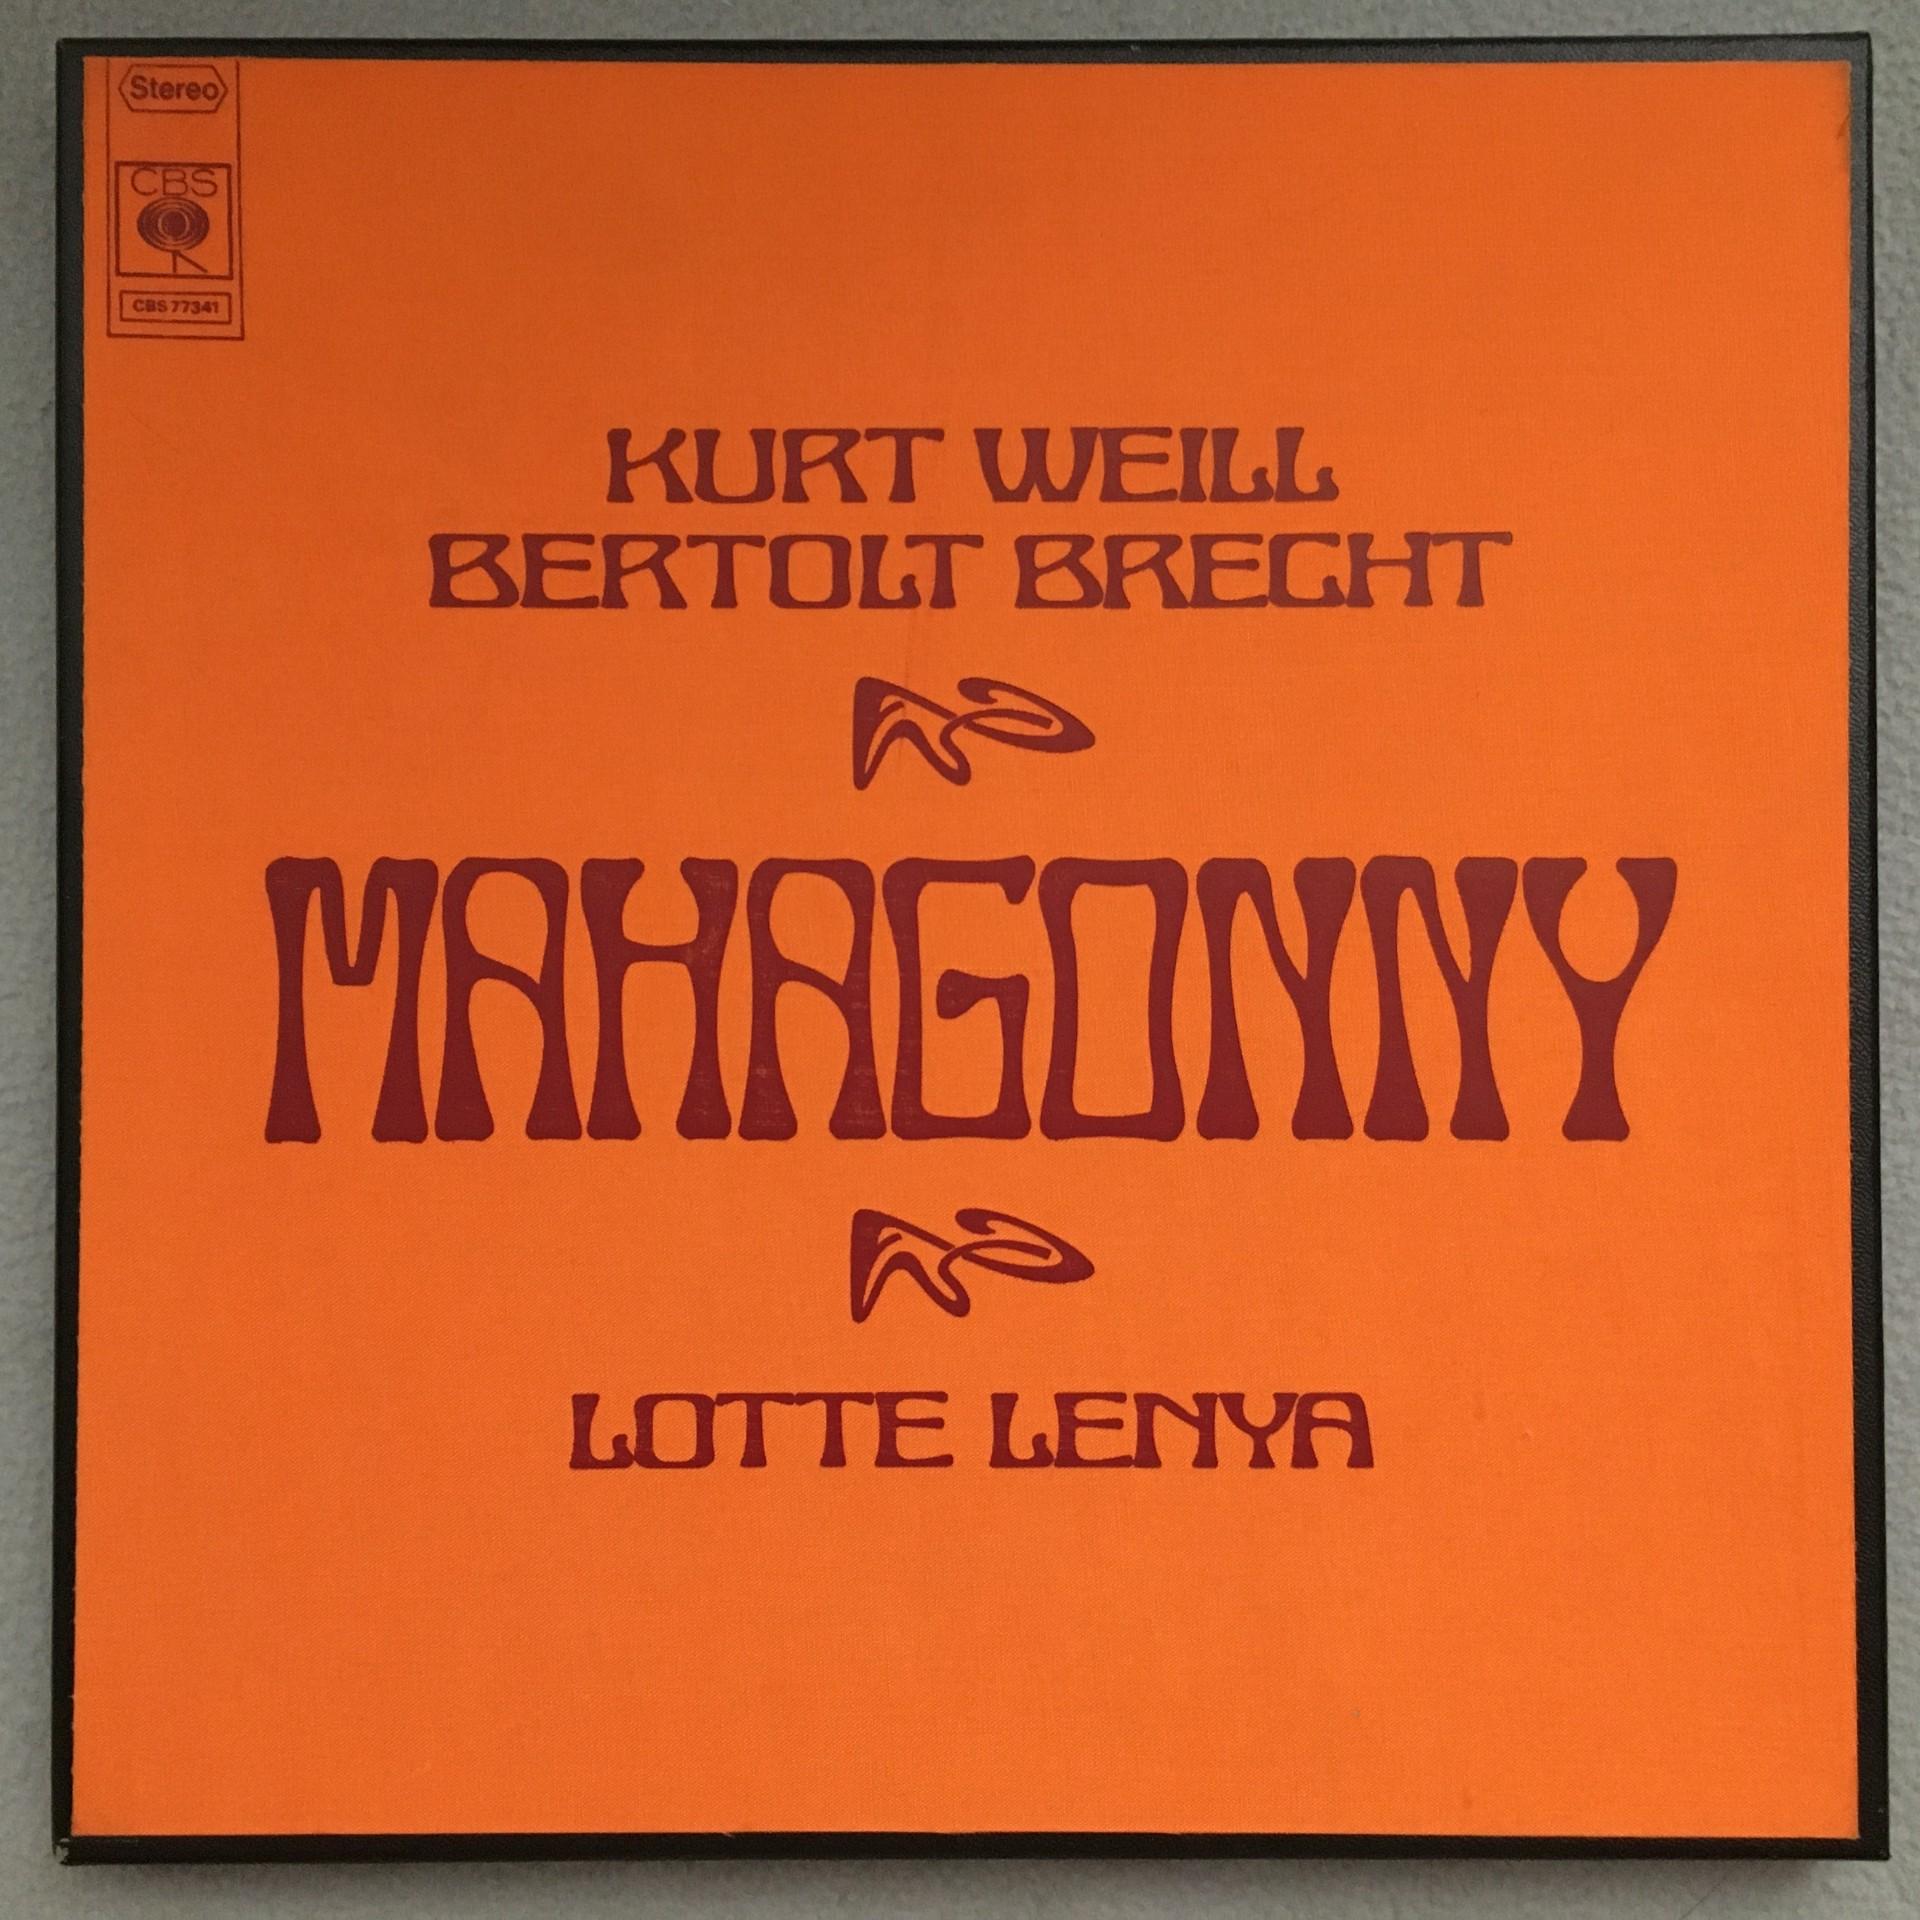 Stereo
CBS
CBS 77341
KURT WEILL
BERTOLT BRECHT
MAHAGONNY
LOTTE LENYA